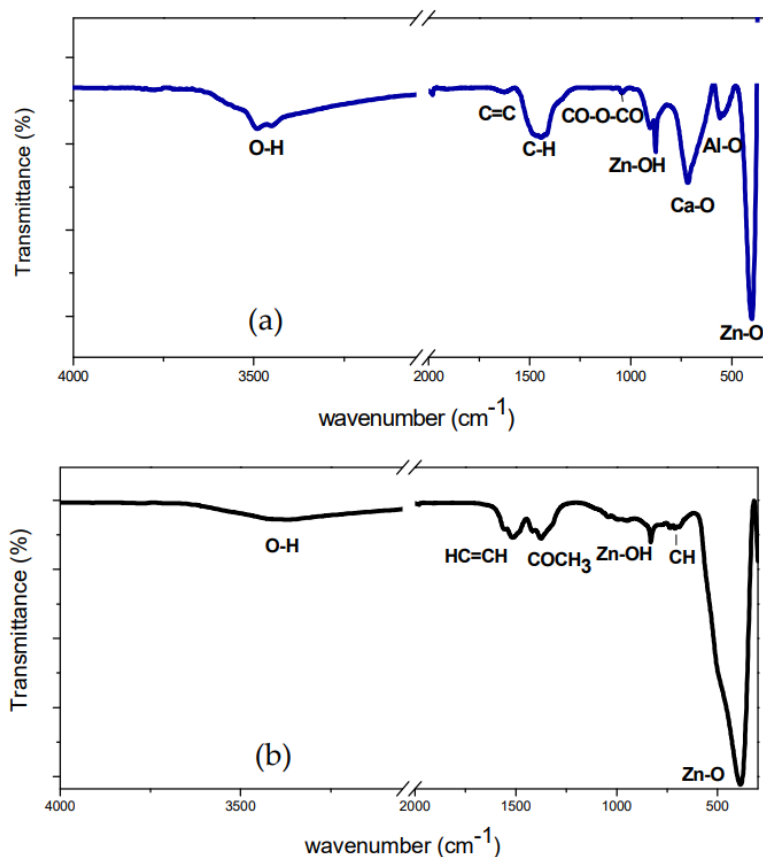 Transmittance (%)
O-H
C=C
C-H
CO-O-CO
Zn-OH
Ca-O
Al-O
Zn-O
(a)
4000 3500 2000 1500 1000 500
wavenumber (cm⁻¹)
Transmittance (%)
O-H
HC=CH
COCH₃
Zn-OH
CH
Zn-O
(b)
4000 3500 2000 1500 1000 500
wavenumber (cm⁻¹)